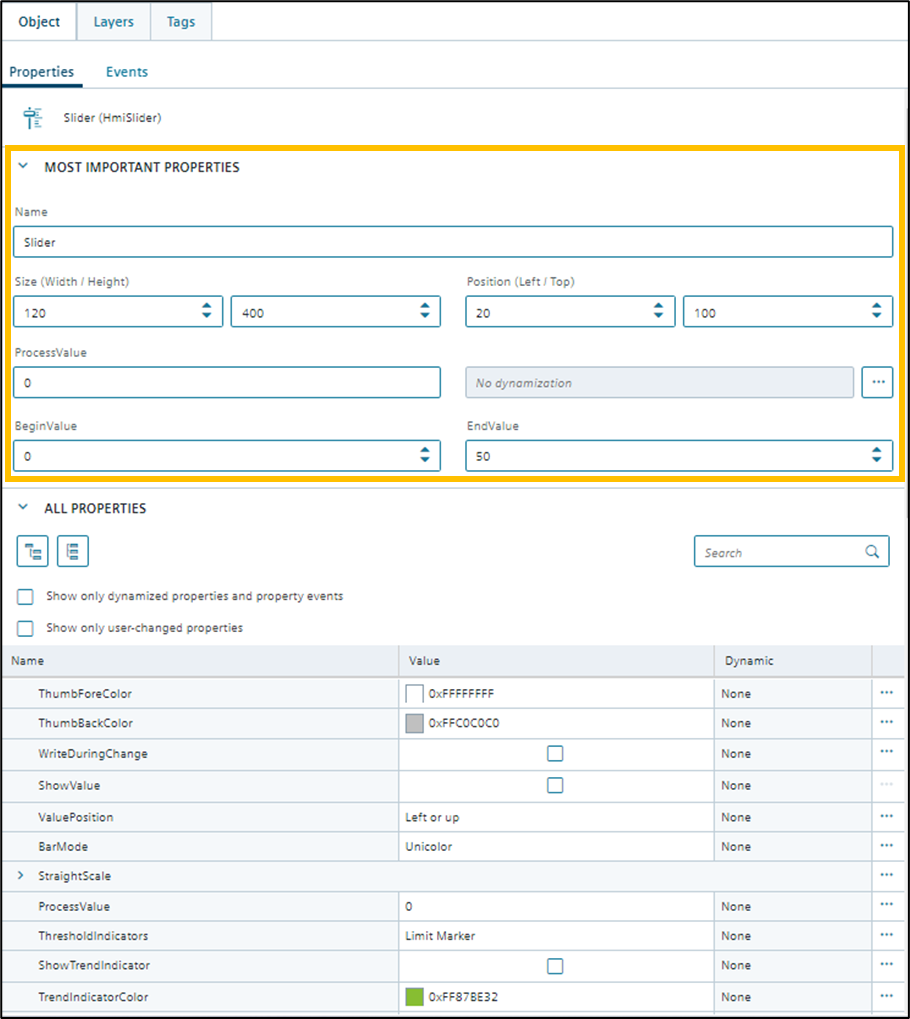 Object Layers Tags
Properties Events
Slider (HmiSlider)
MOST IMPORTANT PROPERTIES
Name
Slider
Size (Width / Height) Position (Left / Top)
120 400 20 100
ProcessValue
0 No dynamization ...
BeginValue EndValue
0 50
ALL PROPERTIES
Search
Show only dynamized properties and property events
Show only user-changed properties
Name Value Dynamic
ThumbForeColor 0xFFFFFFFF None ...
ThumbBackColor 0xFFC0C0C0 None ...
WriteDuringChange None ...
ShowValue None ...
ValuePosition Left or up None ...
BarMode Unicolor None ...
StraightScale ...
ProcessValue 0 None ...
ThresholdIndicators Limit Marker None ...
ShowTrendIndicator None ...
TrendIndicatorColor 0xFF87BE32 None ...